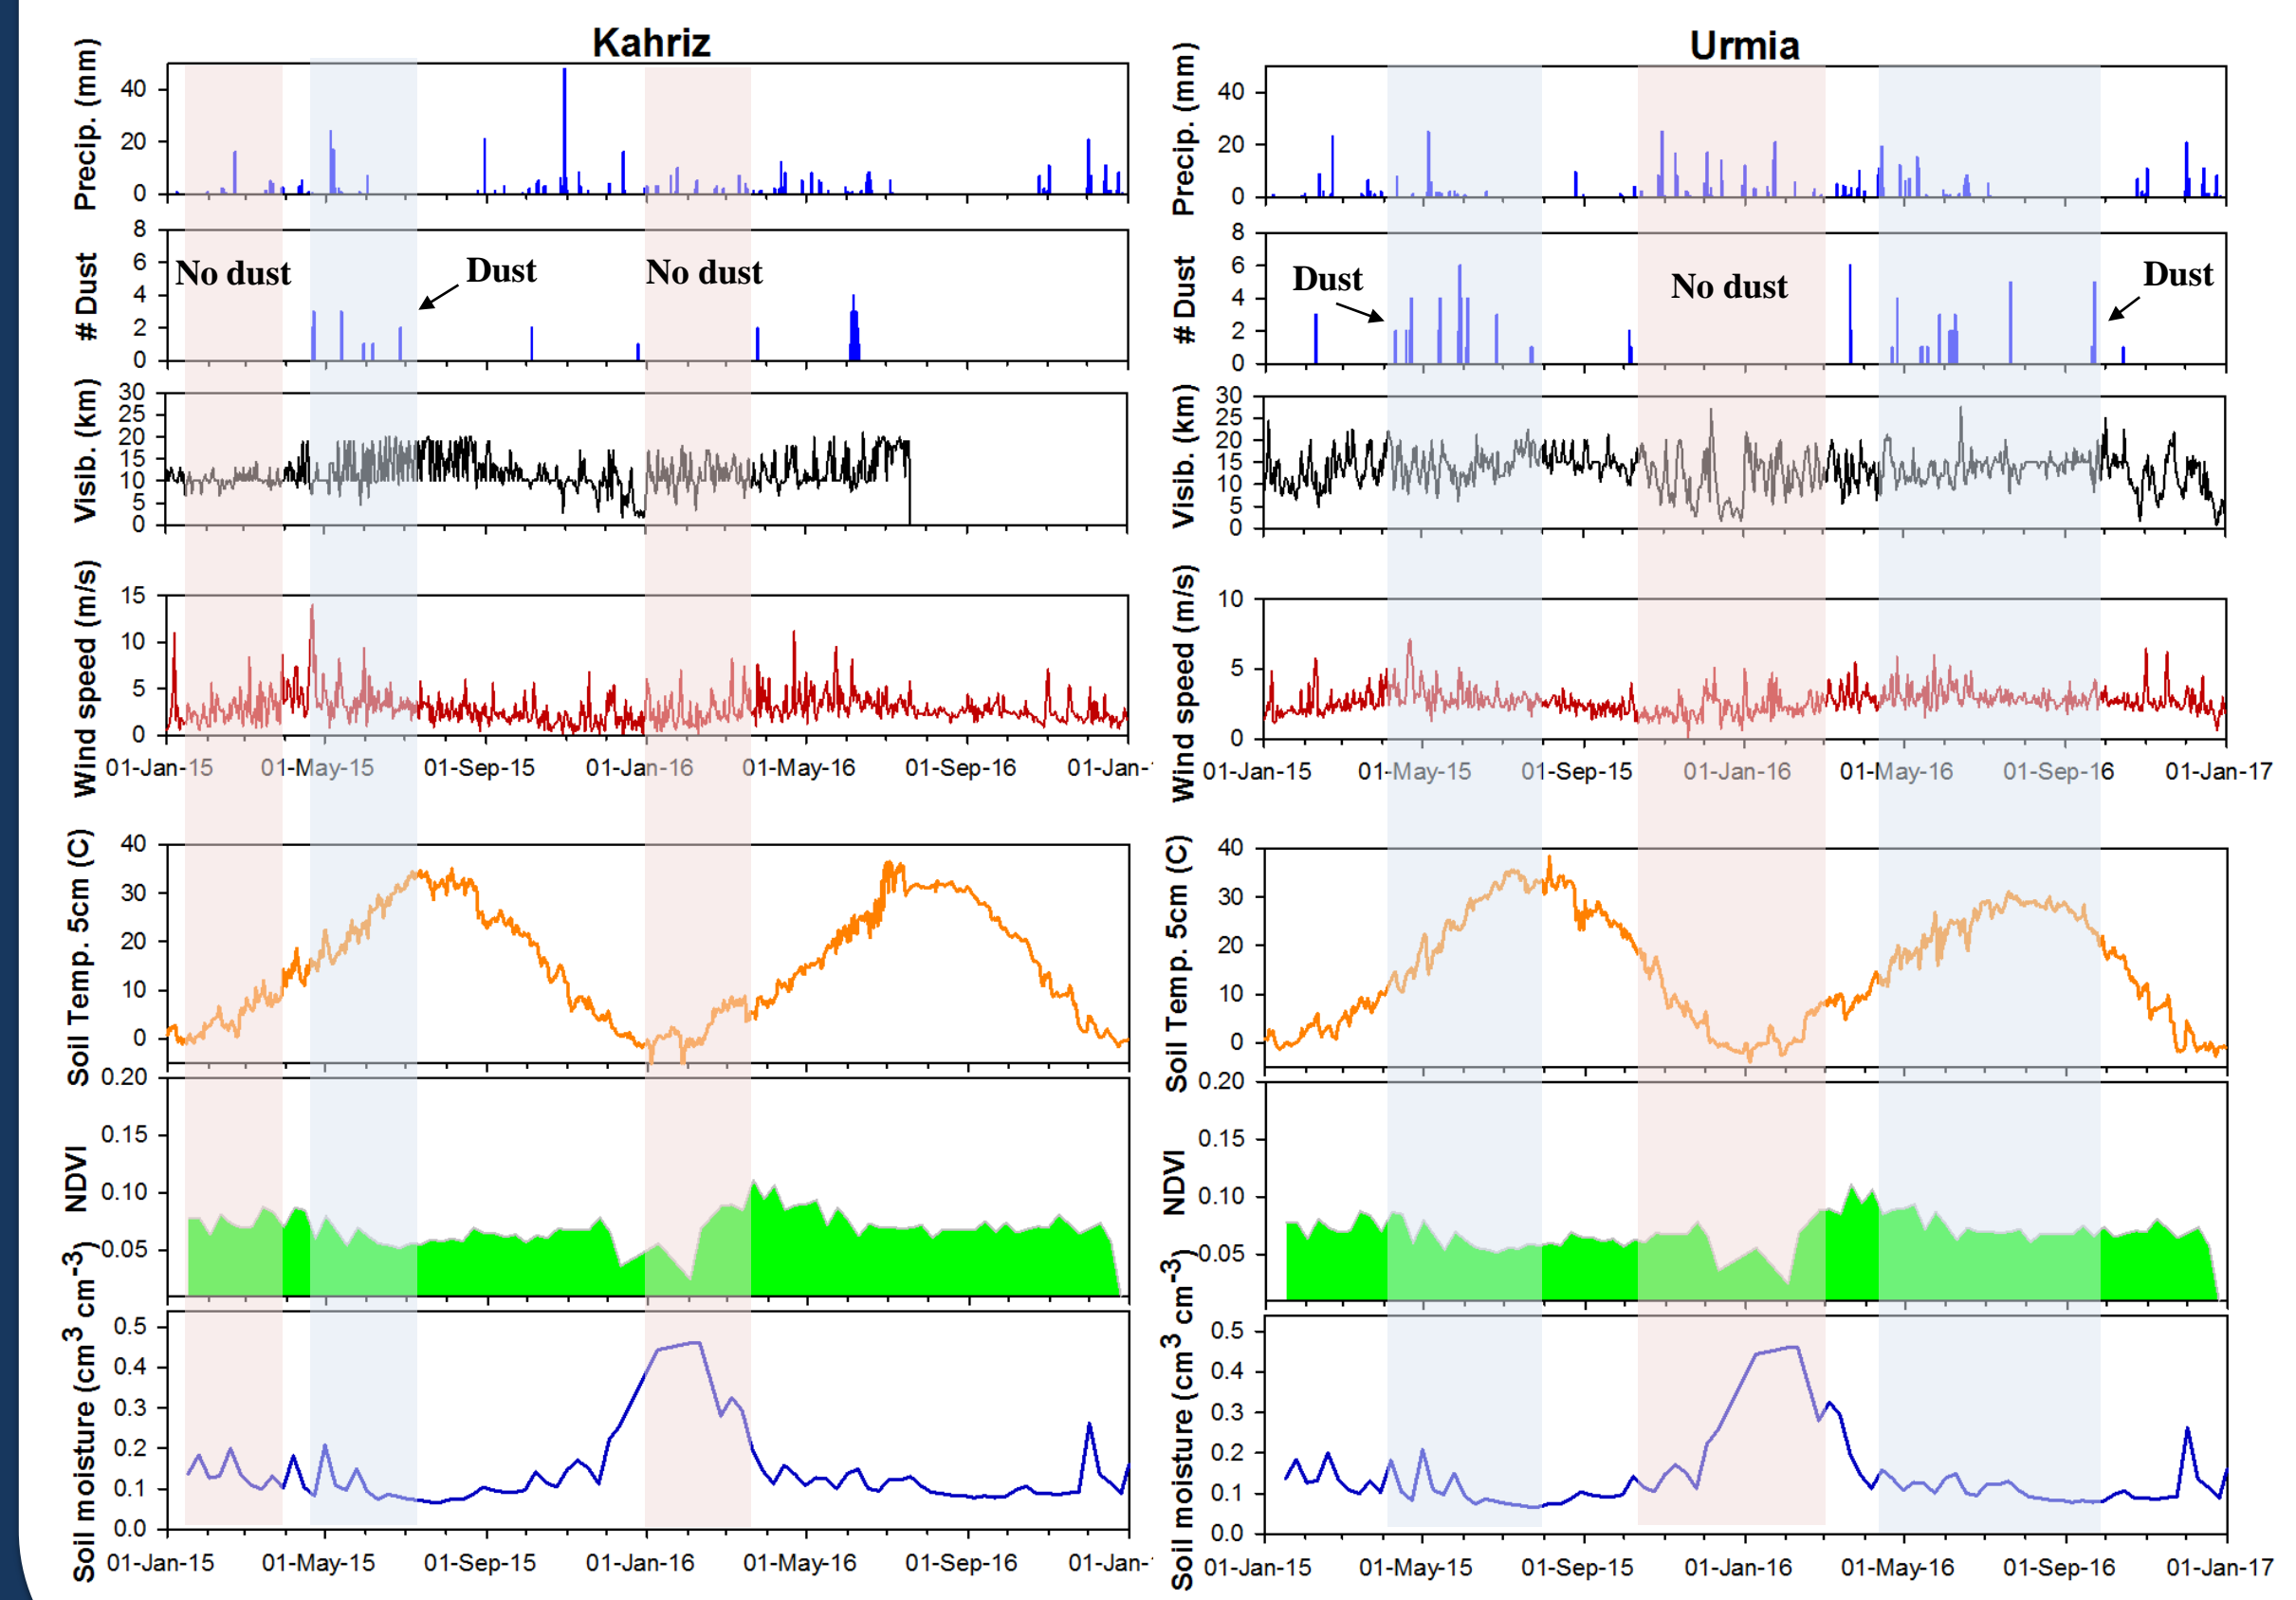 Kahriz
Precip. (mm)
40
20
0
# Dust
8
6
4
2
0
No dust
Dust
No dust
Visib. (km)
30
25
20
15
10
5
0
Wind speed (m/s)
15
10
5
0
01-Jan-15 01-May-15 01-Sep-15 01-Jan-16 01-May-16 01-Sep-16 01-Jan-
Soil Temp. 5cm (C)
40
30
20
10
0
NDVI
0.20
0.15
0.10
0.05
Soil moisture (cm3 cm-3)
0.5
0.4
0.3
0.2
0.1
0.0
01-Jan-15 01-May-15 01-Sep-15 01-Jan-16 01-May-16 01-Sep-16 01-Jan-
Urmia
Precip. (mm)
40
20
0
# Dust
8
6
4
2
0
Dust
No dust
Dust
Visib. (km)
30
25
20
15
10
5
0
Wind speed (m/s)
10
5
0
01-Jan-15 01-May-15 01-Sep-15 01-Jan-16 01-May-16 01-Sep-16 01-Jan-17
Soil Temp. 5cm (C)
40
30
20
10
0
NDVI
0.20
0.15
0.10
0.05
Soil moisture (cm3 cm-3)
0.5
0.4
0.3
0.2
0.1
0.0
01-Jan-15 01-May-15 01-Sep-15 01-Jan-16 01-May-16 01-Sep-16 01-Jan-17